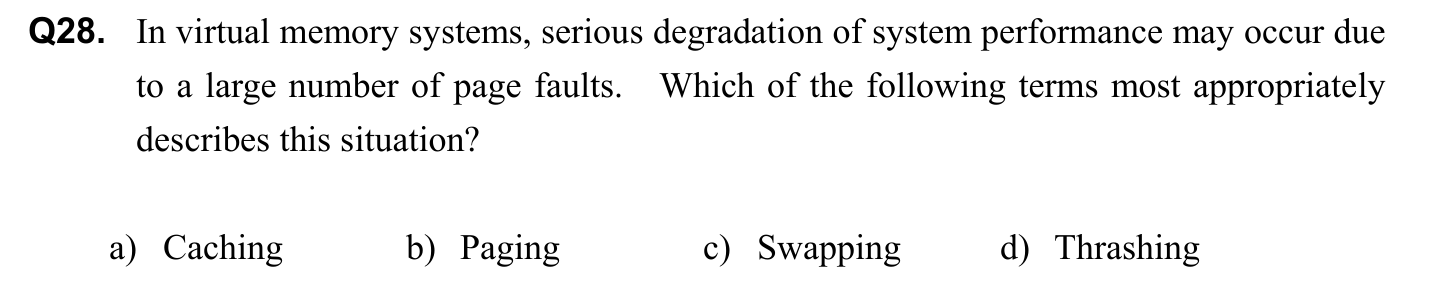 Q28. In virtual memory systems, serious degradation of system performance may occur due
to a large number of page faults. Which of the following terms most appropriately
describes this situation?
a) Caching b) Paging c) Swapping d) Thrashing